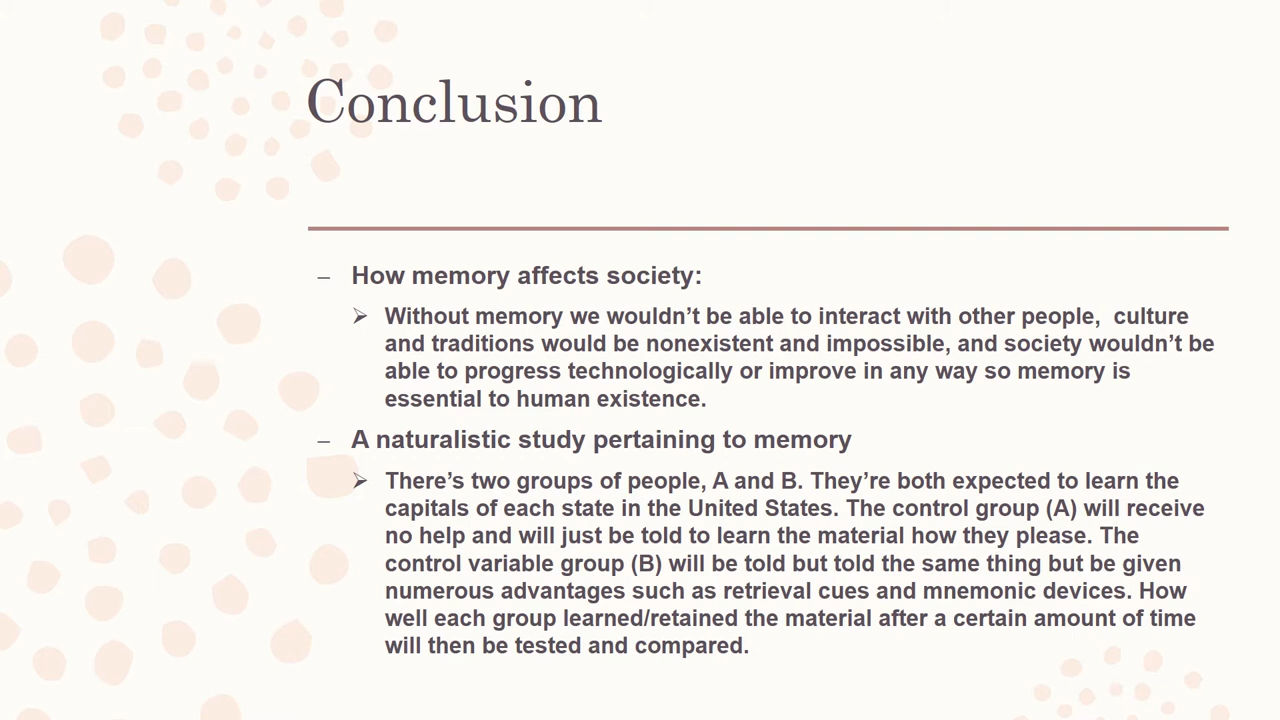 Conclusion
– How memory affects society:
➢ Without memory we wouldn’t be able to interact with other people,  culture
and traditions would be nonexistent and impossible, and society wouldn’t be
able to progress technologically or improve in any way so memory is
essential to human existence.
– A naturalistic study pertaining to memory
➢ There’s two groups of people, A and B. They’re both expected to learn the
capitals of each state in the United States. The control group (A) will receive
no help and will just be told to learn the material how they please. The
control variable group (B) will be told but told the same thing but be given
numerous advantages such as retrieval cues and mnemonic devices. How
well each group learned/retained the material after a certain amount of time
will then be tested and compared.